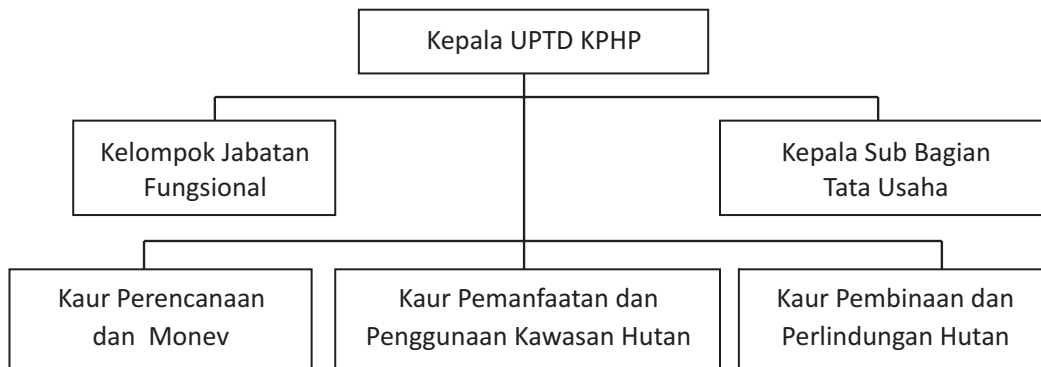 Kepala UPTD KPHP
Kelompok Jabatan
Fungsional
Kepala Sub Bagian
Tata Usaha
Kaur Perencanaan
dan Monev
Kaur Pemanfaatan dan
Penggunaan Kawasan Hutan
Kaur Pembinaan dan
Perlindungan Hutan